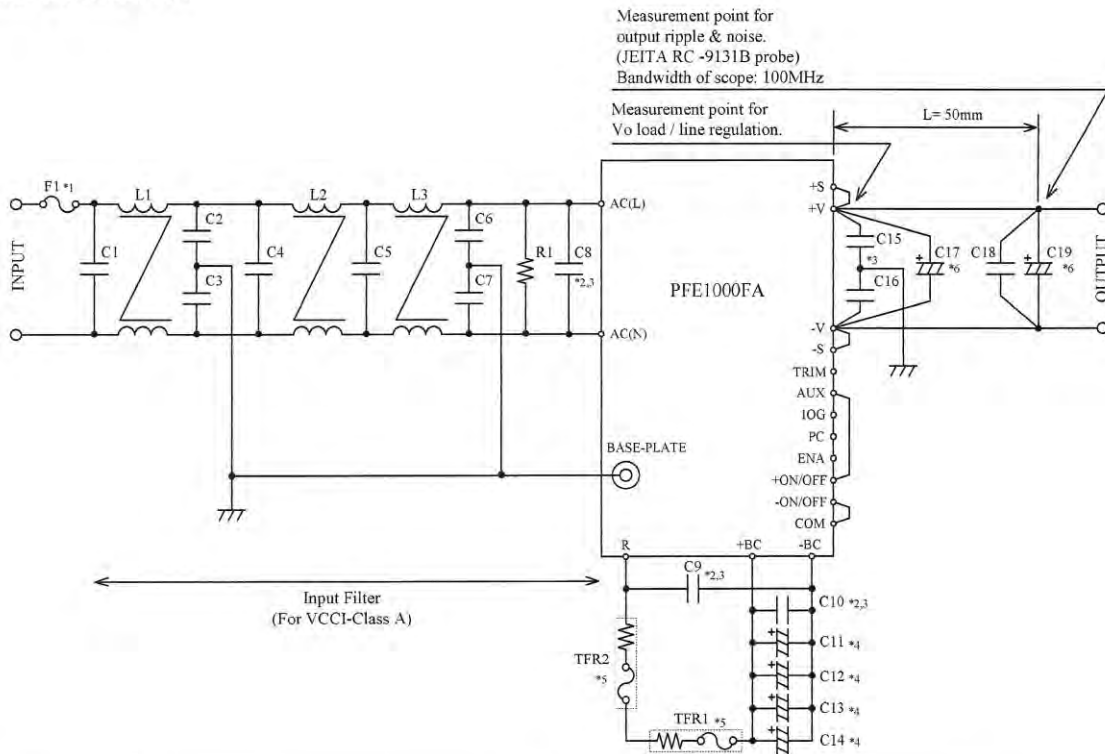 Measurement point for
output ripple & noise.
(JEITA RC -9131B probe)
Bandwidth of scope: 100MHz
Measurement point for
Vo load / line regulation.
L= 50mm
F1 *1
L1
L2
L3
C1
C2
C3
C4
C5
C6
C7
R1
C8
*2,3
INPUT
AC(L)
AC(N)
PFE1000FA
BASE-PLATE
+S
+V
-V
-S
TRIM
AUX
IOG
PC
ENA
+ON/OFF
-ON/OFF
COM
C15
*3
C16
+
C17
*6
C18
+
C19
*6
OUTPUT
R
+BC
-BC
Input Filter
(For VCCI-Class A)
C9 *2,3
C10 *2,3
+
C11 *4
+
C12 *4
+
C13 *4
+
C14 *4
TFR2
*5
TFR1 *5